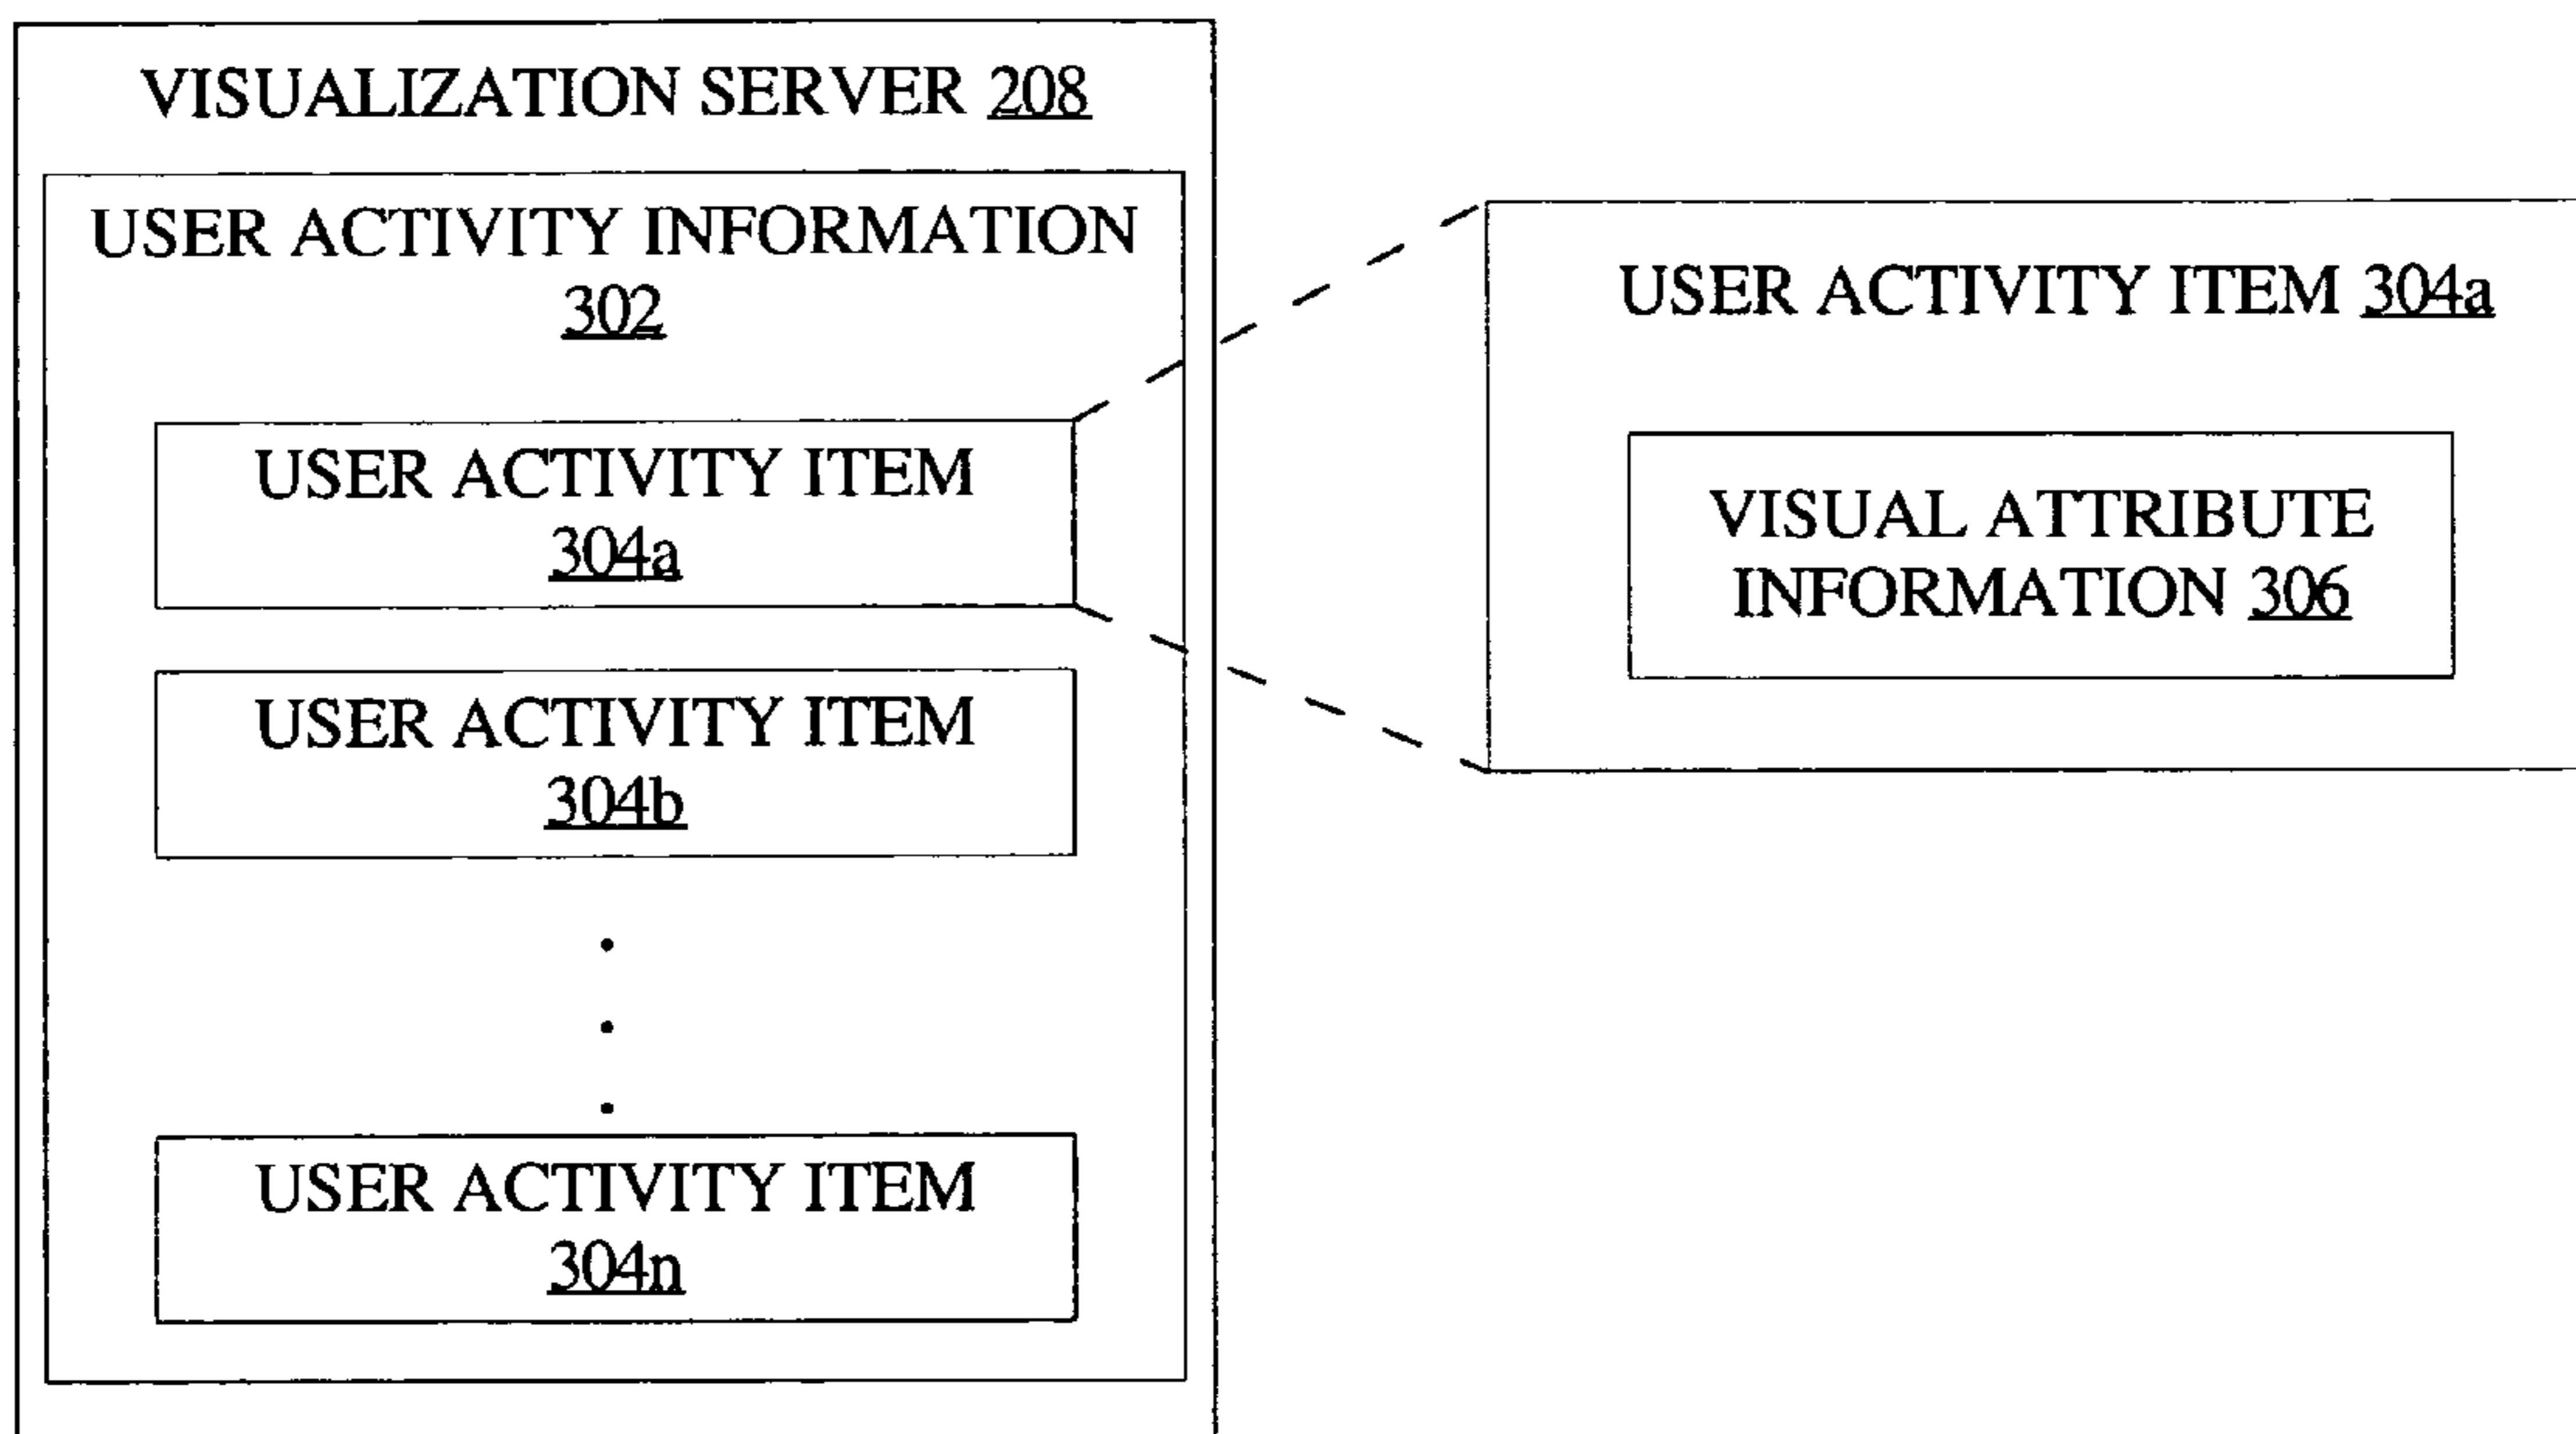 VISUALIZATION SERVER 208
USER ACTIVITY INFORMATION
302
USER ACTIVITY ITEM
304a
USER ACTIVITY ITEM
304b
USER ACTIVITY ITEM
304n
USER ACTIVITY ITEM 304a
VISUAL ATTRIBUTE
INFORMATION 306